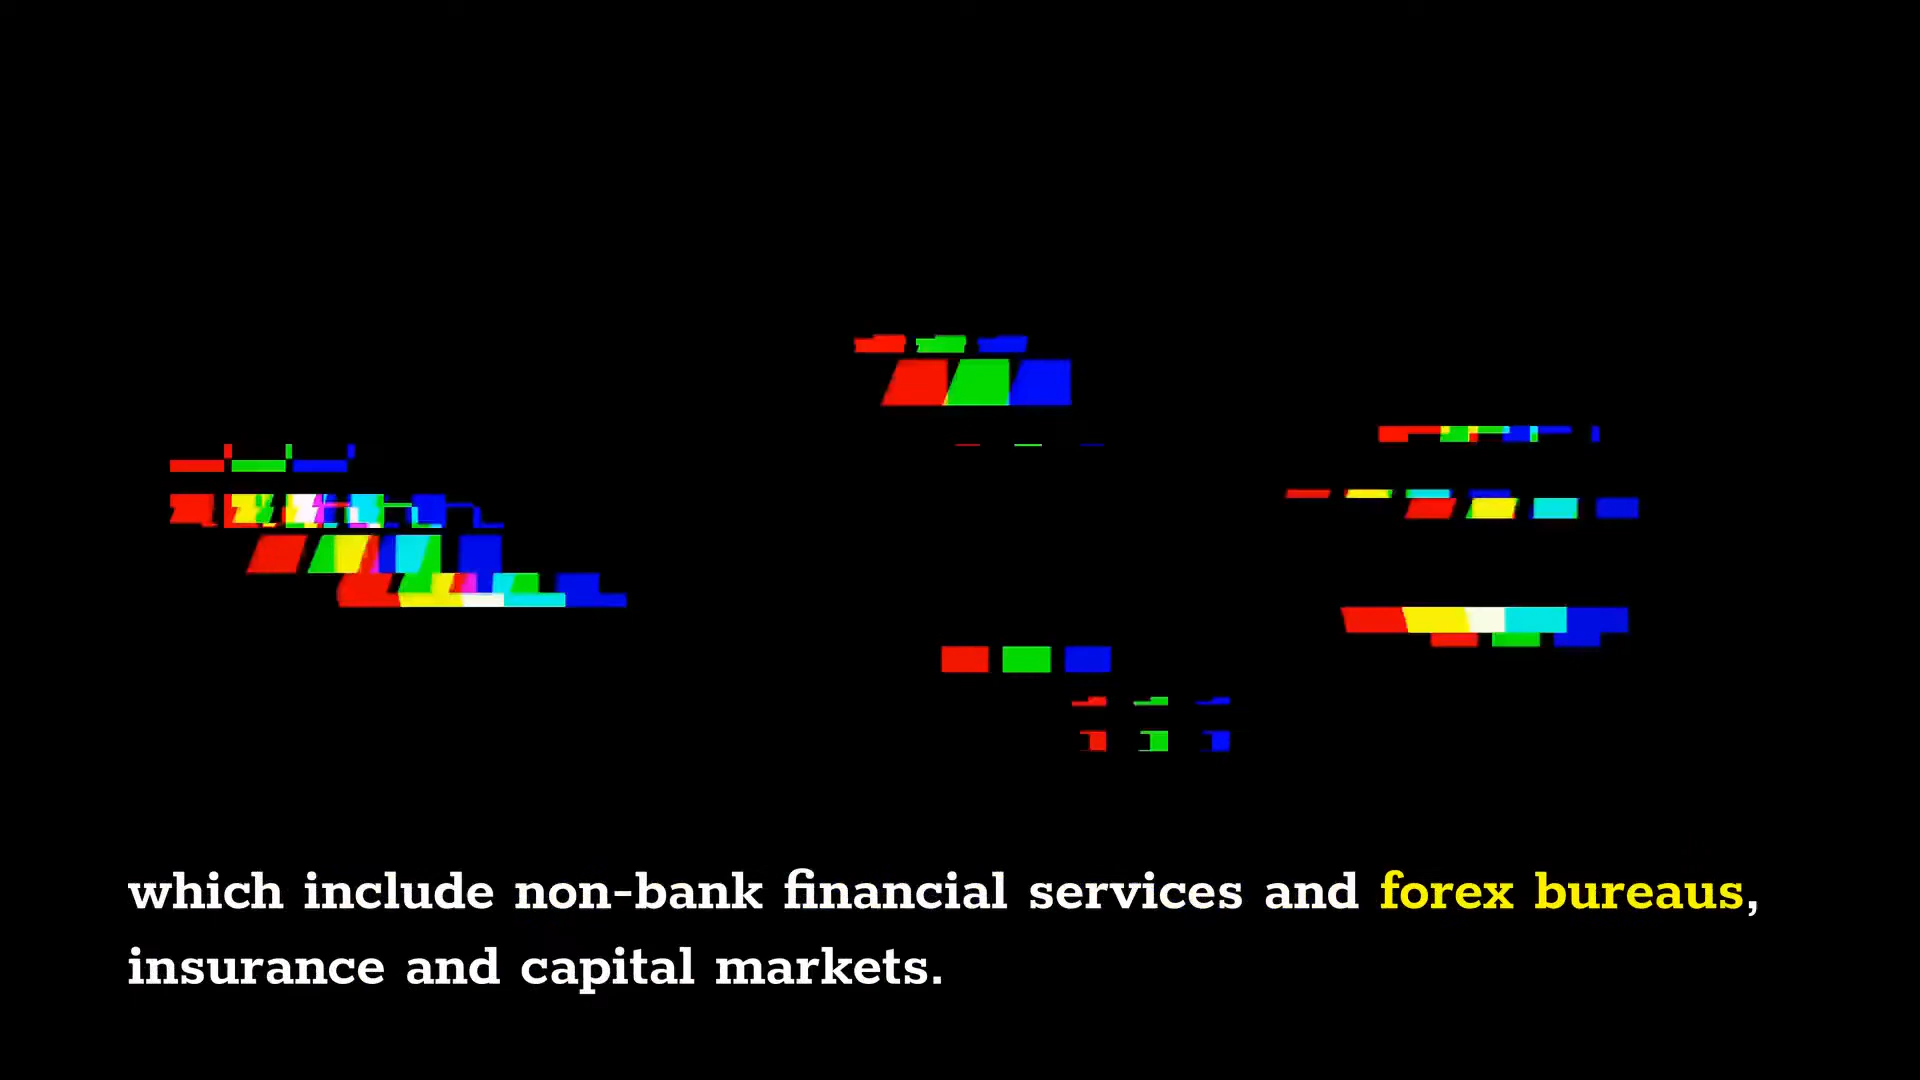 which include non-bank financial services and forex bureaus,
insurance and capital markets.